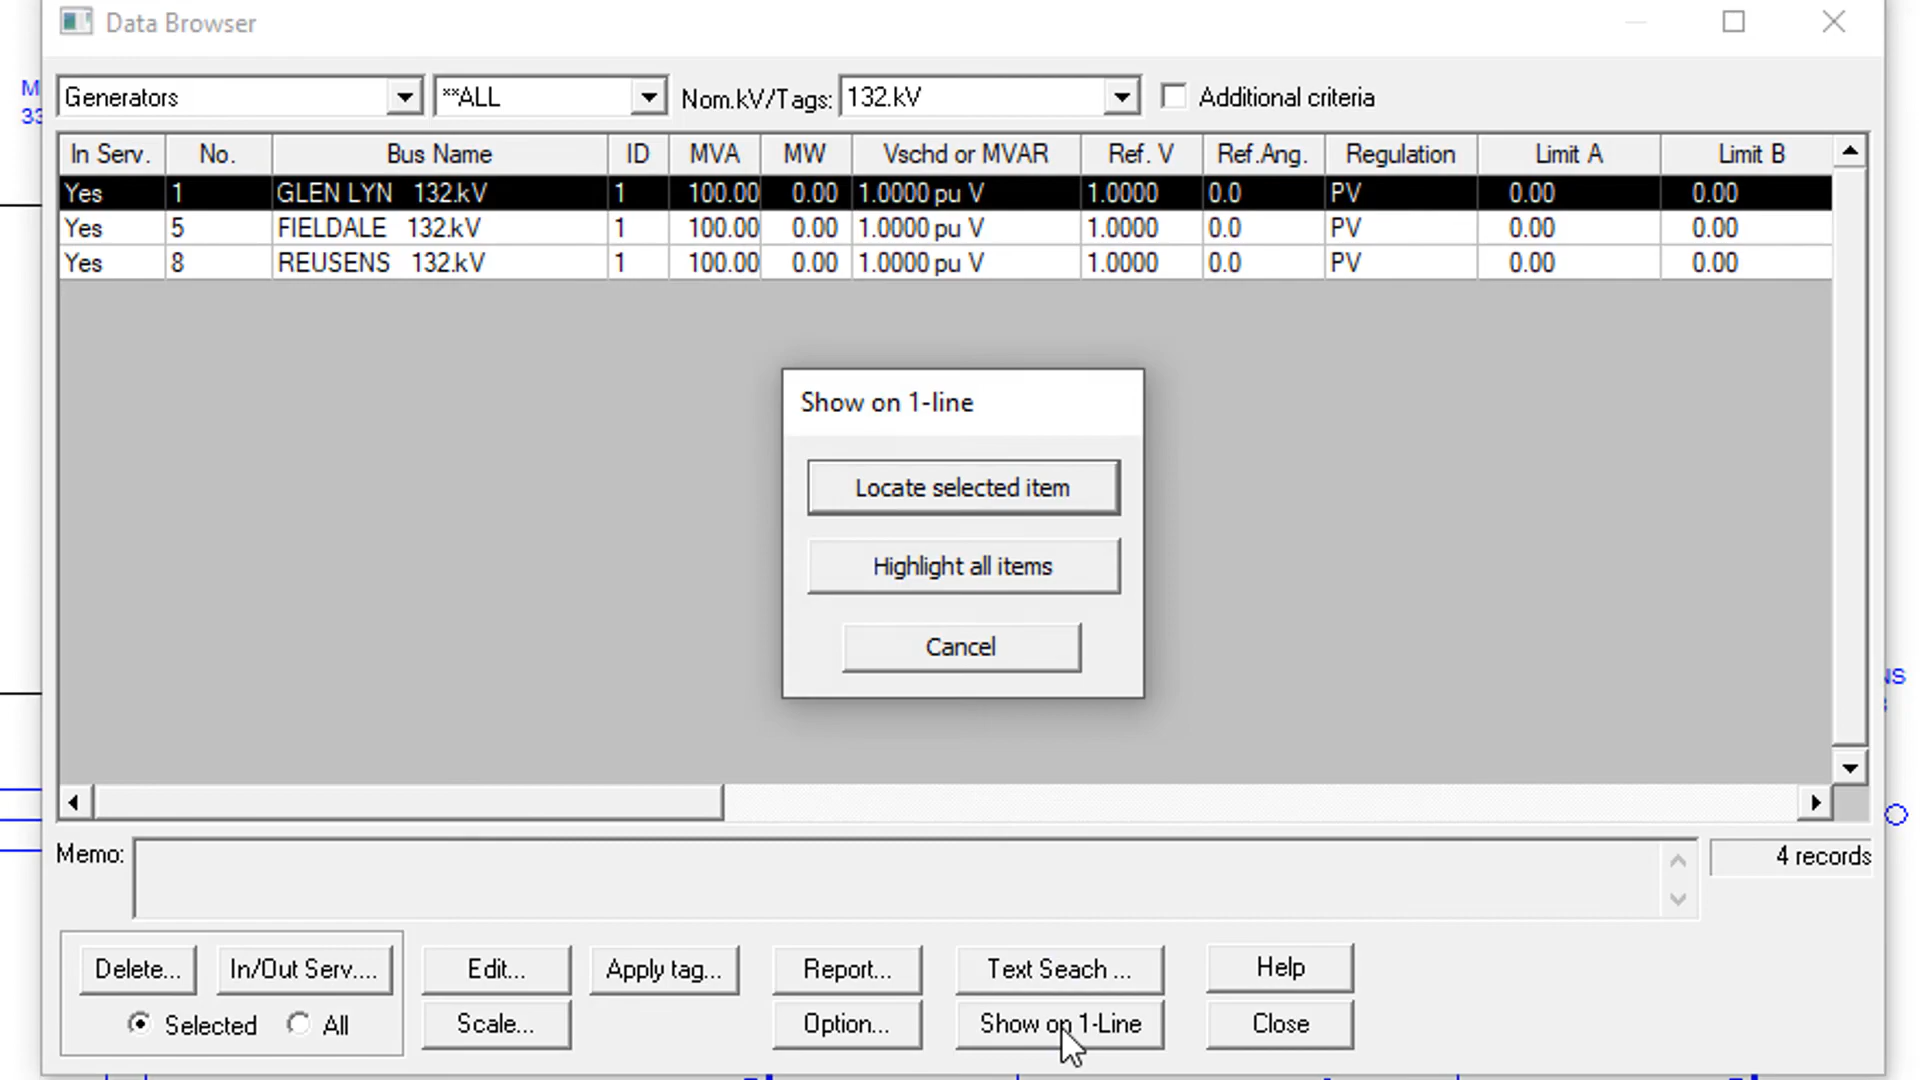 Data Browser
Generators **ALL Nom.kV/Tags: 132.kV Additional criteria
In Serv. No. Bus Name ID MVA MW Vschd or MVAR Ref. V Ref.Ang. Regulation Limit A Limit B
Yes 1 GLEN LYN 132.kV 1 100.00 0.00 1.0000 pu V 1.0000 0.0 PV 0.00 0.00
Yes 5 FIELDALE 132.kV 1 100.00 0.00 1.0000 pu V 1.0000 0.0 PV 0.00 0.00
Yes 8 REUSENS 132.kV 1 100.00 0.00 1.0000 pu V 1.0000 0.0 PV 0.00 0.00
Show on 1-line
Locate selected item
Highlight all items
Cancel
M
33
NS
Memo: 4 records
Delete... In/Out Serv.... Edit... Apply tag... Report... Text Seach ... Help
Selected All Scale... Option... Show on 1-Line Close